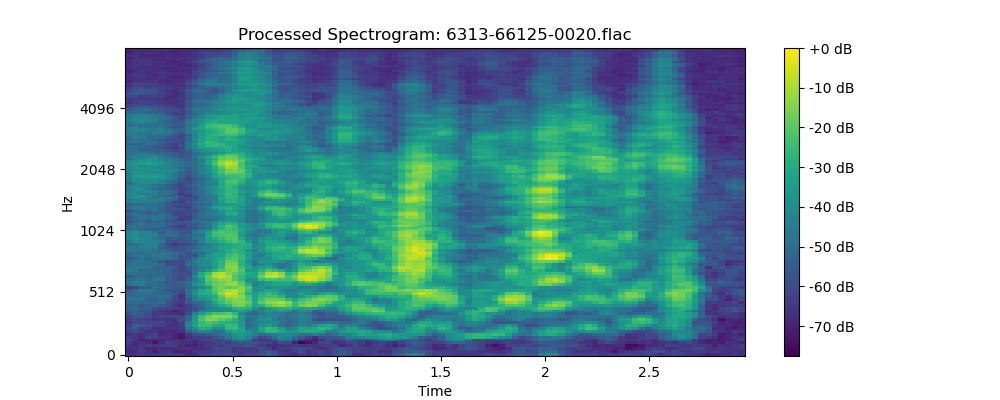 Processed Spectrogram: 6313-66125-0020.flac
+0 dB
4096
-10 dB
-20 dB
2048
-30 dB
Hz
1024
-40 dB
-50 dB
512
-60 dB
-70 dB
0
0 0.5 1 1.5 2 2.5
Time